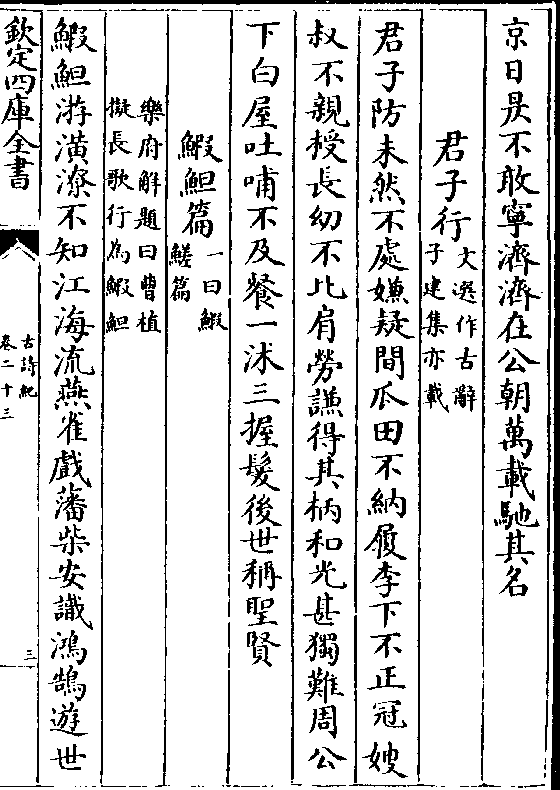 京日昃不敢寧濟濟在公朝萬載馳其名
君子行文選作古辭
子建集亦載
君子防未然不處嫌疑間瓜田不納履李下不正冠嫂
叔不親授長幼不比肩勞謙得其柄和光甚獨難周公
下白屋吐哺不及餐一沐三握髮後世稱聖賢
鰕䱇篇一曰鰕
鱔篇
樂府解題曰曹植
擬長歌行為鰕䱇
鰕䱇游潢潦不知江海流燕雀戲藩柴安識鴻鵠遊世
欽定四庫全書
古詩紀
卷二十三
三